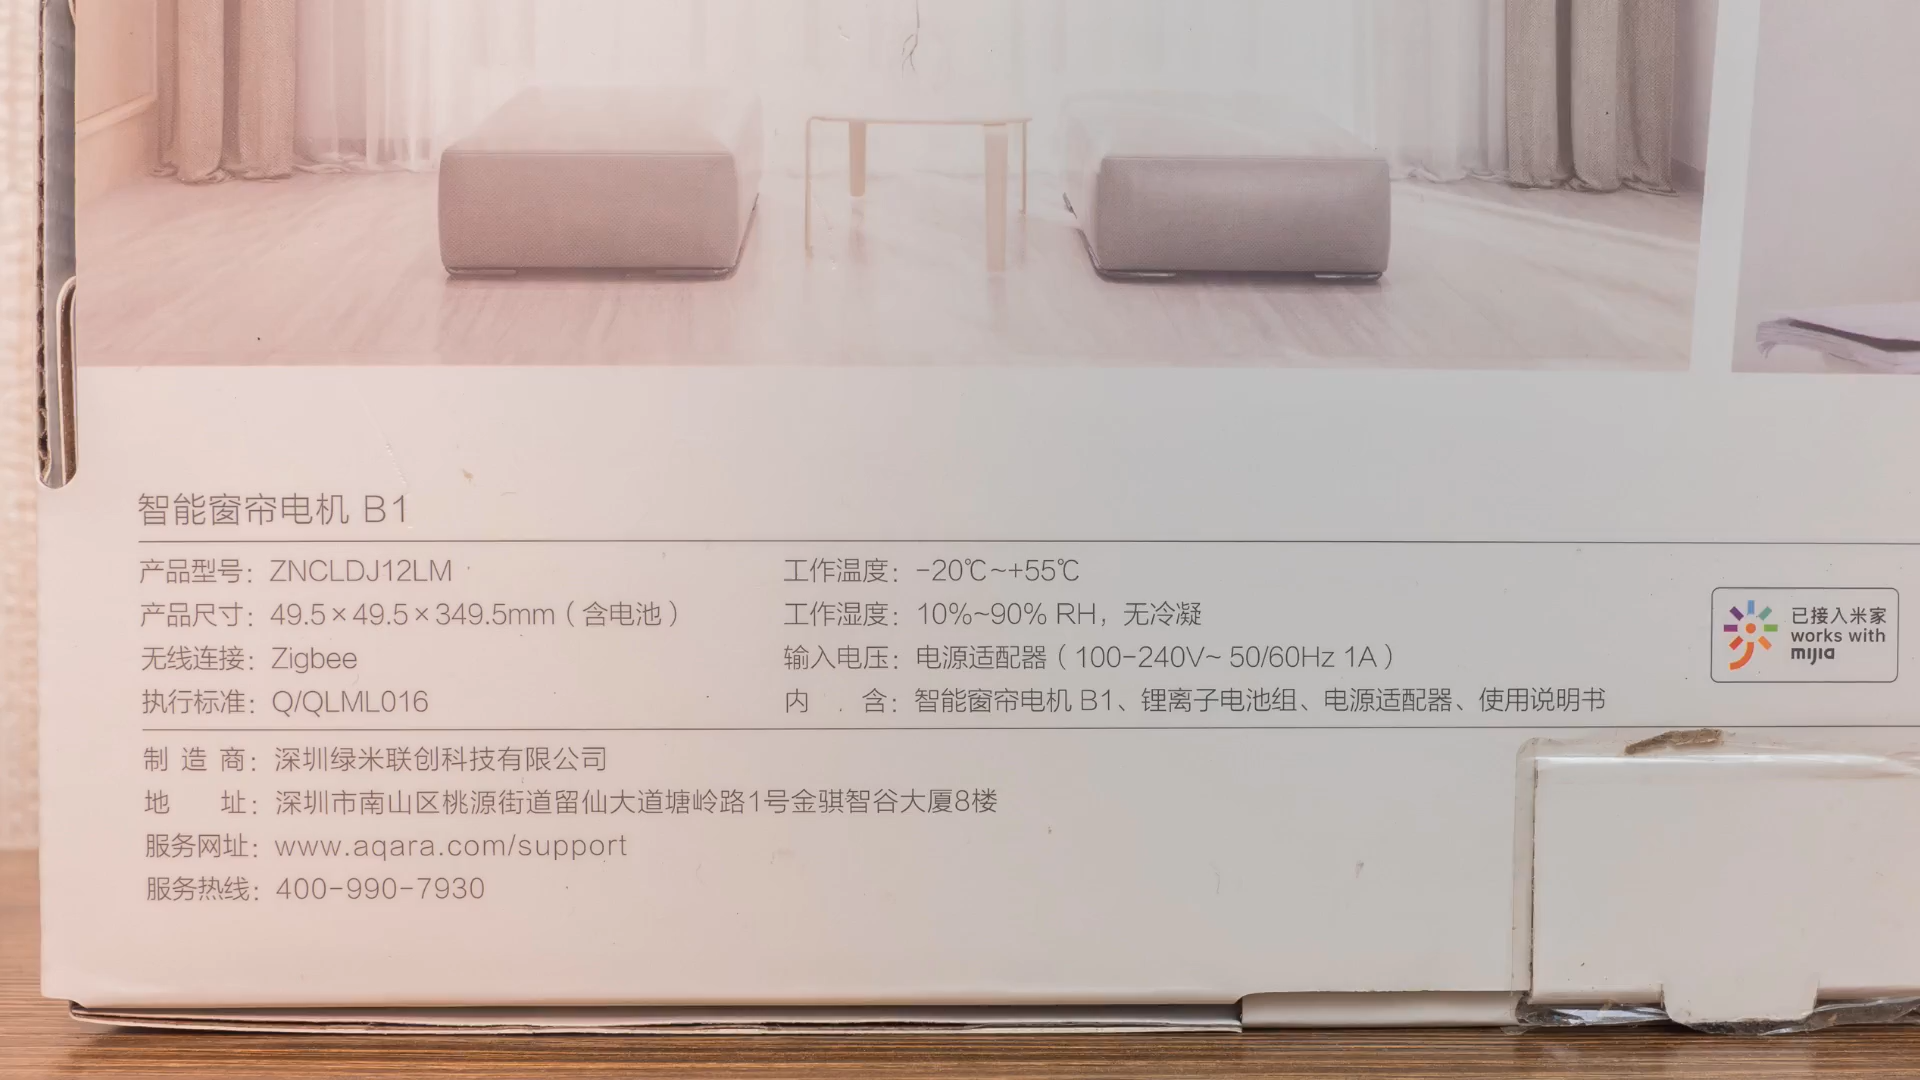 智能窗帘电机 B1
产品型号：ZNCLDJ12LM
产品尺寸：49.5×49.5×349.5mm（含电池）
无线连接：Zigbee
执行标准：Q/QLML016
工作温度：-20℃~+55℃
工作湿度：10%~90% RH，无冷凝
输入电压：电源适配器（100-240V~ 50/60Hz 1A）
内 含：智能窗帘电机 B1、锂离子电池组、电源适配器、使用说明书
已接入米家
works with
mijia
制 造 商：深圳绿米联创科技有限公司
地 址：深圳市南山区桃源街道留仙大道塘岭路1号金骐智谷大厦8楼
服务网址：www.aqara.com/support
服务热线：400-990-7930